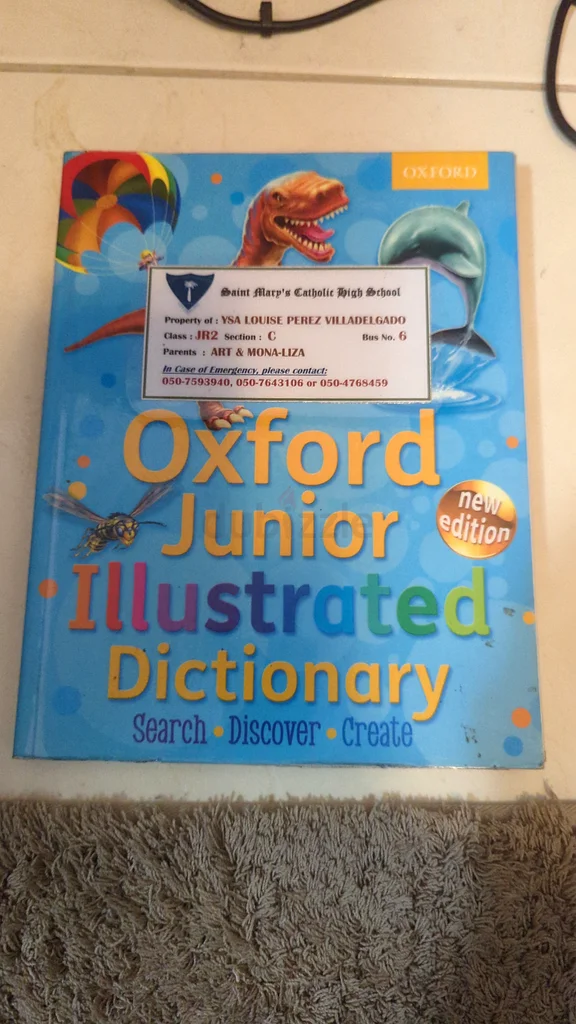 OXFORD
Saint Mary's Catholic High School
Property of : YSA LOUISE PEREZ VILLADELGADO
Class : JR2 Section : C Bus No. 6
Parents : ART & MONA-LIZA
In Case of Emergency, please contact:
050-7593940, 050-7643106 or 050-4768459
Oxford
Junior
new
edition
Illustrated
Dictionary
Search • Discover • Create
dubizzle